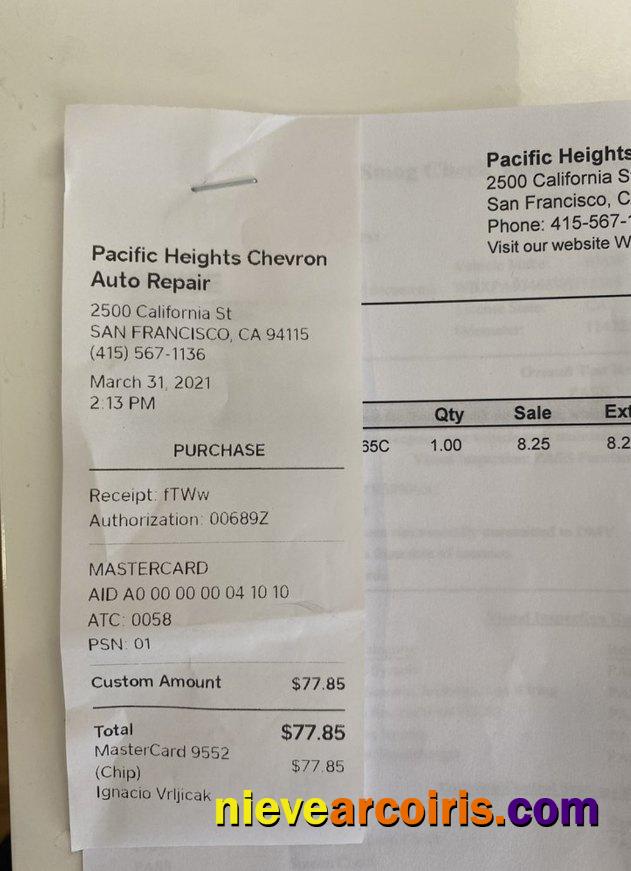 Pacific Heights Chevron
Auto Repair
2500 California St
SAN FRANCISCO, CA 94115
(415) 567-1136
March 31, 2021
2:13 PM
PURCHASE
Receipt: fTWw
Authorization: 00689Z
MASTERCARD
AID A0 00 00 00 04 10 10
ATC: 0058
PSN: 01
Custom Amount $77.85
Total $77.85
MasterCard 9552
(Chip) $77.85
Ignacio Vrljicak
Pacific Heights
2500 California S
San Francisco, C
Phone: 415-567-
Visit our website W
Qty Sale Ext
65C 1.00 8.25 8.2
nievearcoiris.com